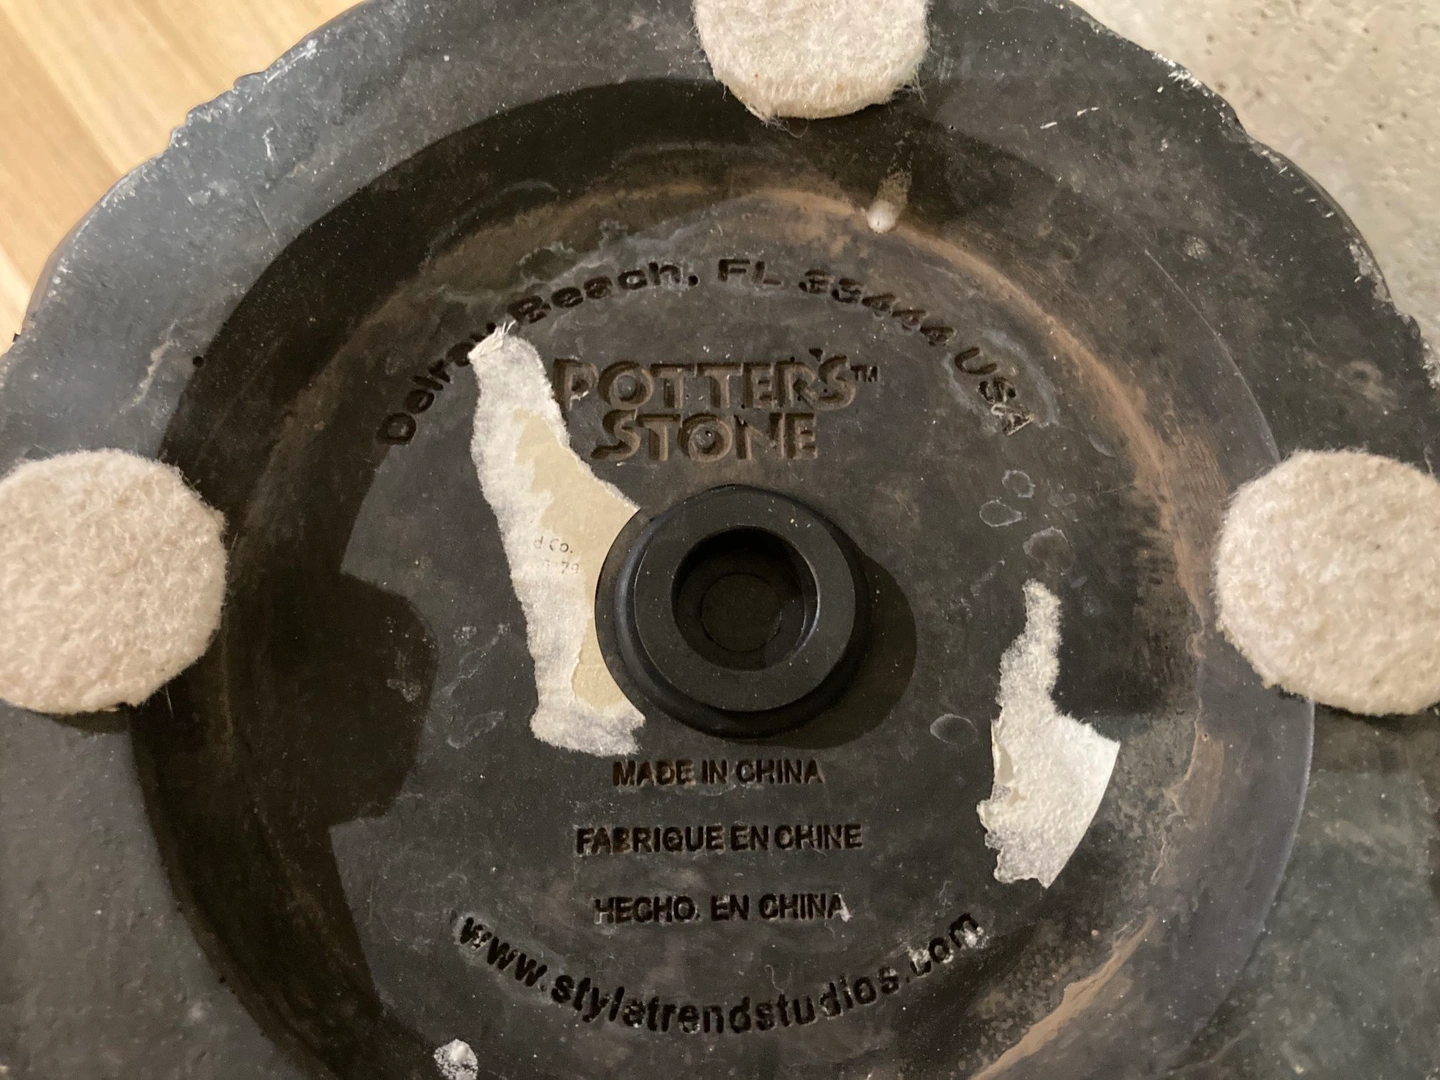 Delray Beach, FL 33444 USA
POTTER'S™
STONE
d Co.
MADE IN CHINA
FABRIQUE EN CHINE
HECHO EN CHINA
www.styletrendstudios.com